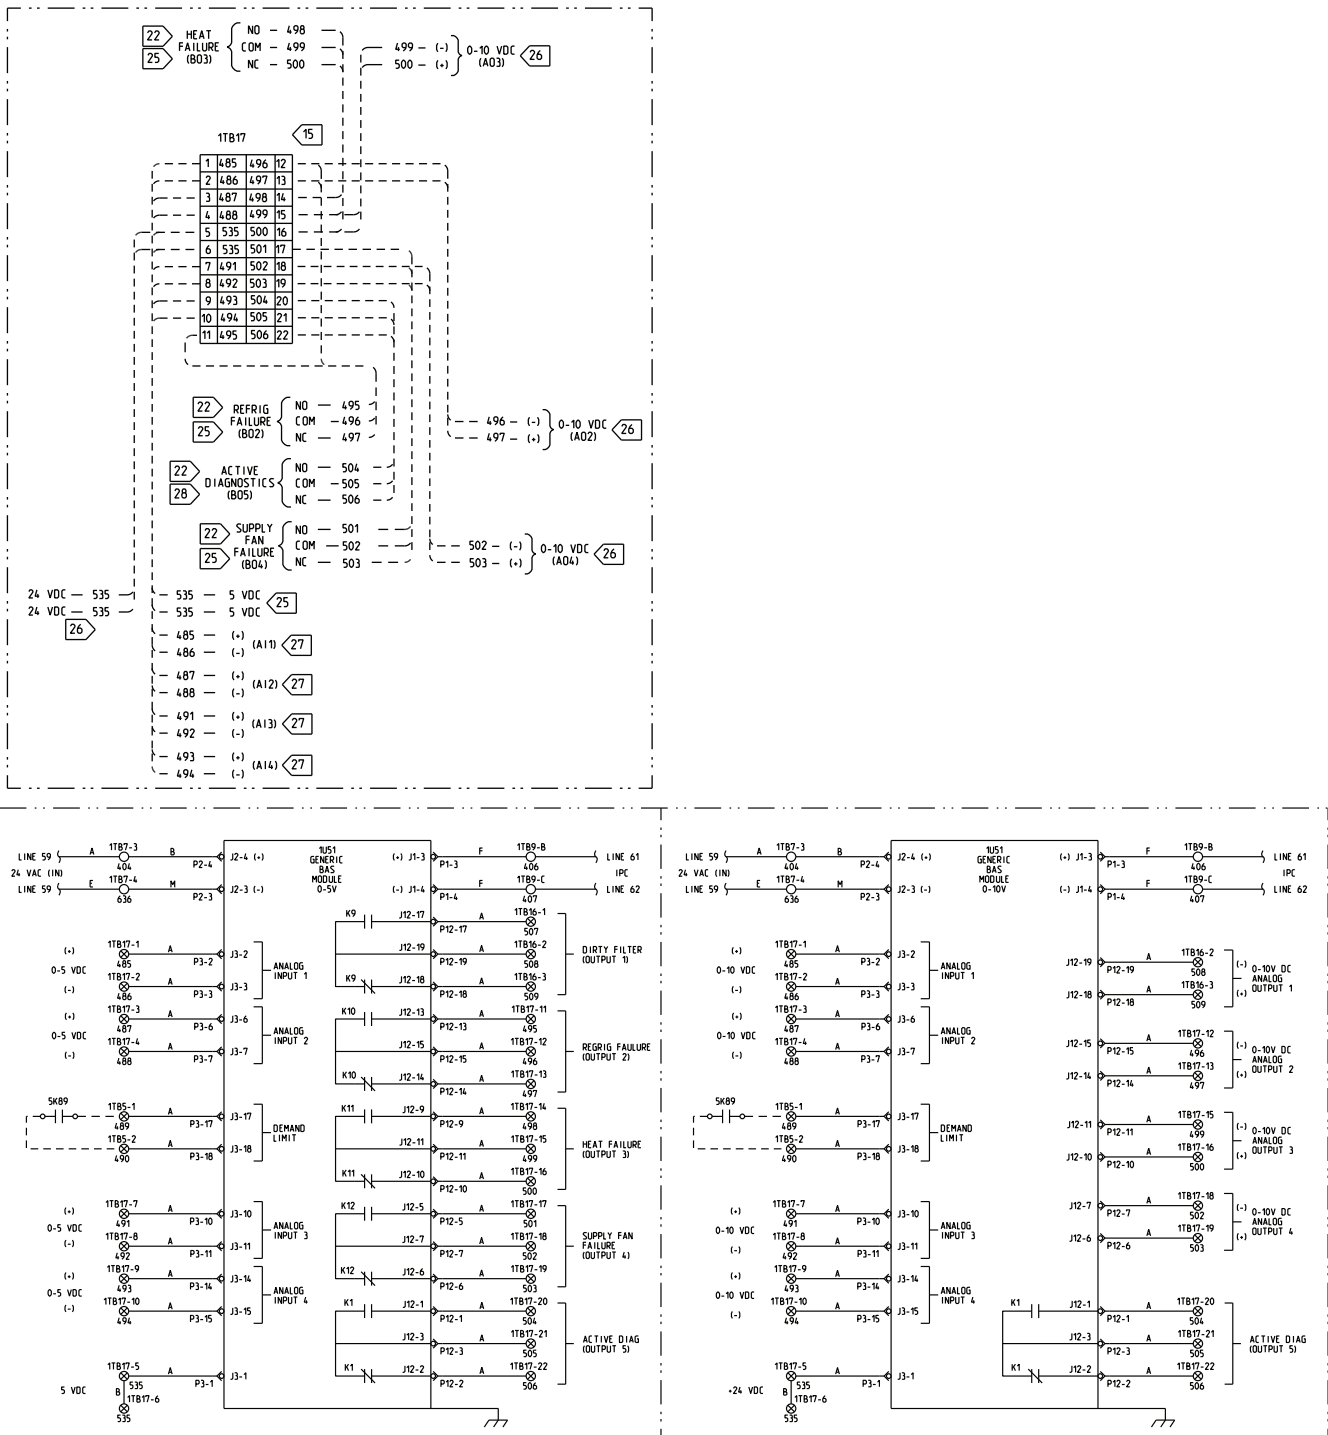 22 HEAT FAILURE (BO3) NO - 498
25 COM - 499
NC - 500
499 - (-) 0-10 VDC (AO3) 26
500 - (+)
1TB17 15
1 485 496 12
2 486 497 13
3 487 498 14
4 488 499 15
5 535 500 16
6 535 501 17
7 491 502 18
8 492 503 19
9 493 504 20
10 494 505 21
11 495 506 22
22 REFRIG FAILURE (BO2) NO — 495
25 COM — 496
NC — 497
496 — (-) 0-10 VDC (AO2) 26
497 — (+)
22 ACTIVE DIAGNOSTICS (BO5) NO — 504
28 COM — 505
NC — 506
22 SUPPLY FAN FAILURE (BO4) NO — 501
25 COM — 502
NC — 503
502 — (-) 0-10 VDC (AO4) 26
503 — (+)
24 VDC — 535
24 VDC — 535
26
535 — 5 VDC 25
535 — 5 VDC
485 — (+) (AI1) 27
486 — (-)
487 — (+) (AI2) 27
488 — (-)
491 — (+) (AI3) 27
492 — (-)
493 — (+) (AI4) 27
494 — (-)
LINE 59 A 1TB7-3 404 B P2-4 J2-4 (+)
24 VAC (IN)
LINE 59 E 1TB7-4 636 M P2-3 J2-3 (-)
1U51
GENERIC
BAS
MODULE
0-5V
(+) J1-3 P1-3 F 1TB9-B 406 LINE 61
IPC
(-) J1-4 P1-4 F 1TB9-C 407 LINE 62
(+) 1TB17-1 485 A P3-2 J3-2
0-5 VDC ANALOG INPUT 1
(-) 1TB17-2 486 P3-3 J3-3
(+) 1TB17-3 487 A P3-6 J3-6
0-5 VDC ANALOG INPUT 2
(-) 1TB17-4 488 A P3-7 J3-7
5K89 1TB5-1 489 A P3-17 J3-17
DEMAND LIMIT
1TB5-2 490 A P3-18 J3-18
(+) 1TB17-7 491 A P3-10 J3-10
0-5 VDC ANALOG INPUT 3
(-) 1TB17-8 492 A P3-11 J3-11
(+) 1TB17-9 493 A P3-14 J3-14
0-5 VDC ANALOG INPUT 4
(-) 1TB17-10 494 A P3-15 J3-15
1TB17-5 535 A P3-1 J3-1
5 VDC B 1TB17-6
535
K9 J12-17 P12-17 A 1TB16-1 507
J12-19 P12-19 A 1TB16-2 508 DIRTY FILTER (OUTPUT 1)
K9 J12-18 P12-18 A 1TB16-3 509
K10 J12-13 P12-13 A 1TB17-11 495
J12-15 P12-15 A 1TB17-12 496 REGRIG FAULURE (OUTPUT 2)
K10 J12-14 P12-14 A 1TB17-13 497
K11 J12-9 P12-9 A 1TB17-14 498
J12-11 P12-11 A 1TB17-15 499 HEAT FAILURE (OUTPUT 3)
K11 J12-10 P12-10 A 1TB17-16 500
K12 J12-5 P12-5 A 1TB17-17 501
J12-7 P12-7 A 1TB17-18 502 SUPPLY FAN FAILURE (OUTPUT 4)
K12 J12-6 P12-6 A 1TB17-19 503
K1 J12-1 P12-1 A 1TB17-20 504
J12-3 P12-3 A 1TB17-21 505 ACTIVE DIAG (OUTPUT 5)
K1 J12-2 P12-2 A 1TB17-22 506
LINE 59 A 1TB7-3 404 B P2-4 J2-4 (+)
24 VAC (IN)
LINE 59 E 1TB7-4 636 M P2-3 J2-3 (-)
1U51
GENERIC
BAS
MODULE
0-10V
(+) J1-3 P1-3 F 1TB9-B 406 LINE 61
IPC
(-) J1-4 P1-4 F 1TB9-C 407 LINE 62
(+) 1TB17-1 485 A P3-2 J3-2
0-10 VDC ANALOG INPUT 1
(-) 1TB17-2 486 A P3-3 J3-3
(+) 1TB17-3 487 A P3-6 J3-6
0-10 VDC ANALOG INPUT 2
(-) 1TB17-4 488 A P3-7 J3-7
5K89 1TB5-1 489 A P3-17 J3-17
DEMAND LIMIT
1TB5-2 490 A P3-18 J3-18
(+) 1TB17-7 491 A P3-10 J3-10
0-10 VDC ANALOG INPUT 3
(-) 1TB17-8 492 A P3-11 J3-11
(+) 1TB17-9 493 A P3-14 J3-14
0-10 VDC ANALOG INPUT 4
(-) 1TB17-10 494 A P3-15 J3-15
1TB17-5 535 A P3-1 J3-1
+24 VDC B 1TB17-6
535
J12-19 P12-19 A 1TB16-2 508 (-) 0-10V DC
ANALOG OUTPUT 1
J12-18 P12-18 A 1TB16-3 509 (+)
J12-15 P12-15 A 1TB17-12 496 (-) 0-10V DC
ANALOG OUTPUT 2
J12-14 P12-14 A 1TB17-13 497 (+)
J12-11 P12-11 A 1TB17-15 499 (-) 0-10V DC
ANALOG OUTPUT 3
J12-10 P12-10 A 1TB17-16 500 (+)
J12-7 P12-7 A 1TB17-18 502 (-) 0-10V DC
ANALOG OUTPUT 4
J12-6 P12-6 A 1TB17-19 503 (+)
K1 J12-1 P12-1 A 1TB17-20 504
J12-3 P12-3 A 1TB17-21 505 ACTIVE DIAG (OUTPUT 5)
K1 J12-2 P12-2 A 1TB17-22 506